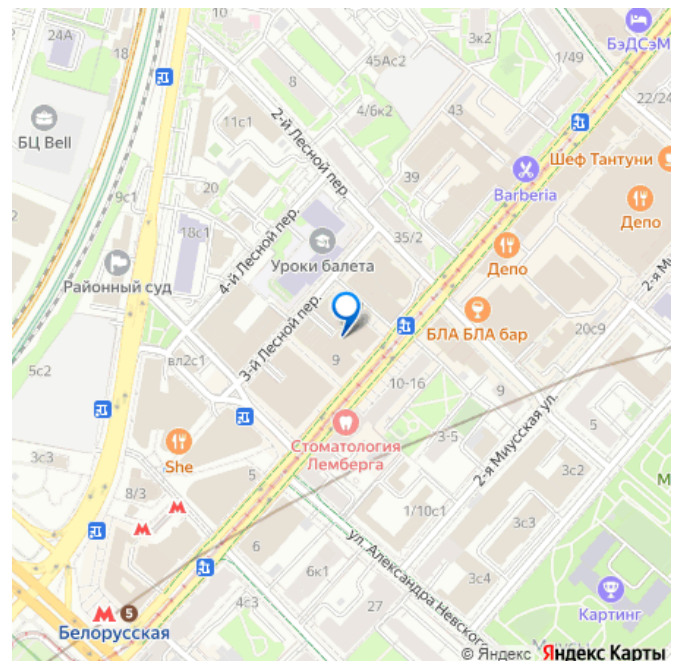 24А
18
8
45Ас2
3к2
1/49
БэДСэМ
БЦ Bell
11с1
4/6к2
43
22/24
2-й Лесной пер.
Шеф Тантуни
39
Barberia
Депо
20
9с1
18с1
4-й Лесной пер.
Уроки балета
35/2
Депо
Районный суд
2-я Ми
3-й Лесной пер.
БЛА БЛА бар
20с9
вл2с1
9
5с2
10-16
9
2-я Миусская ул.
She
Стоматология
Лемберга
3-5
3с3
8/3
5
3с2
М
1/10с1
3с3
6
ул. Александра Невского
6к1
3с4
Картинг
4с3
27
5
Белорусская
© Яндекс Яндекс Карты